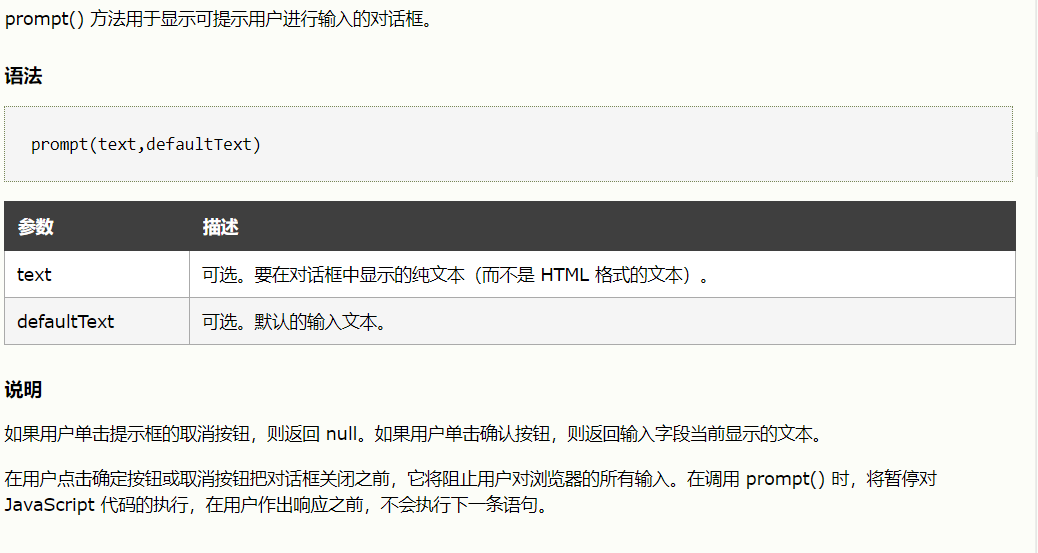 prompt() 方法用于显示可提示用户进行输入的对话框。
语法
prompt(text,defaultText)
参数 描述
text 可选。要在对话框中显示的纯文本（而不是 HTML 格式的文本）。
defaultText 可选。默认的输入文本。
说明
如果用户单击提示框的取消按钮，则返回 null。如果用户单击确认按钮，则返回输入字段当前显示的文本。
在用户点击确定按钮或取消按钮把对话框关闭之前，它将阻止用户对浏览器的所有输入。在调用 prompt() 时，将暂停对
JavaScript 代码的执行，在用户作出响应之前，不会执行下一条语句。